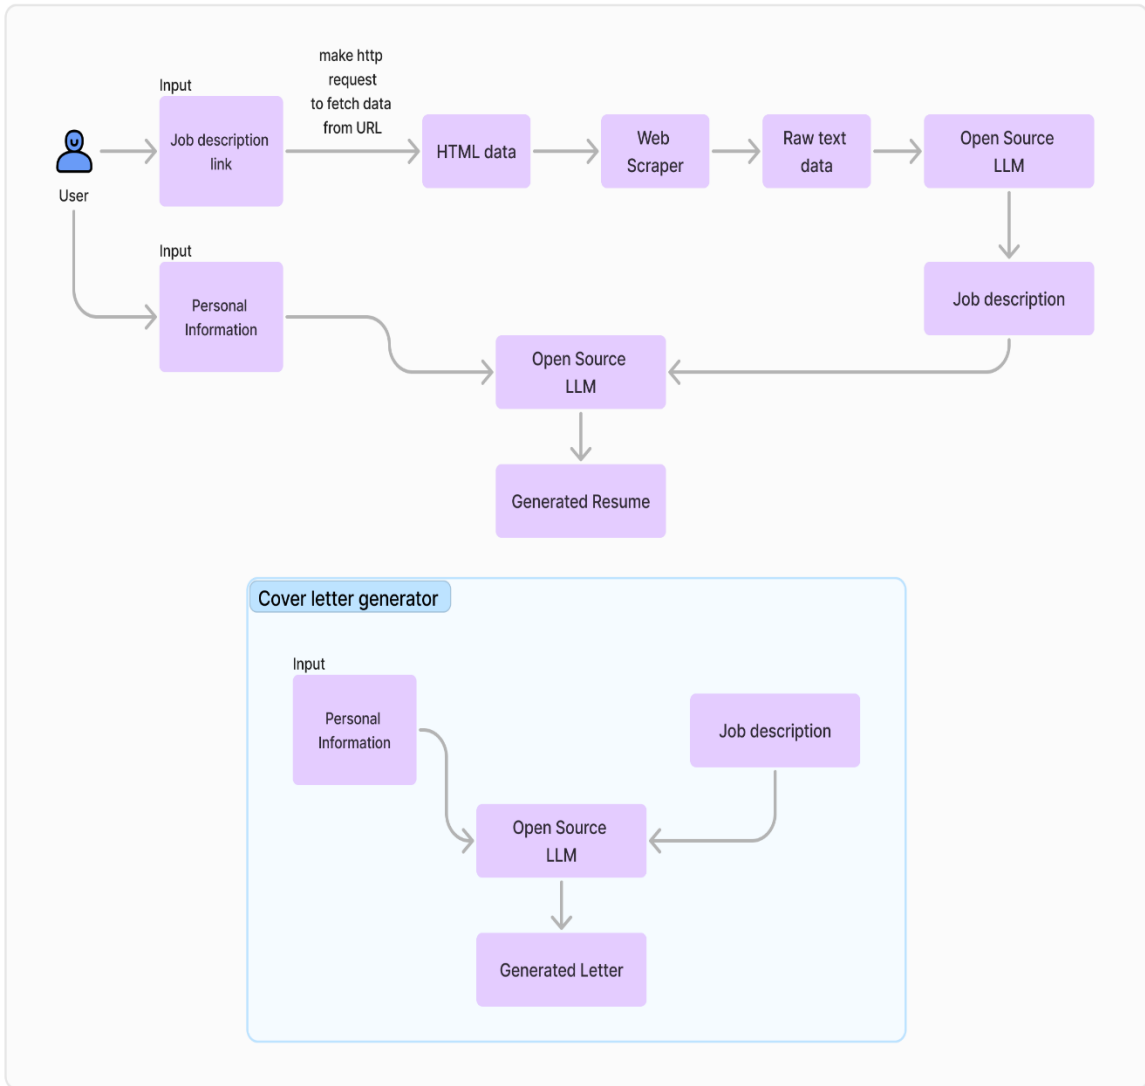 make http
request
to fetch data
from URL
Input
Job description
link
HTML data
Web
Scraper
Raw text
data
Open Source
LLM
User
Input
Personal
Information
Job description
Open Source
LLM
Generated Resume
Cover letter generator
Input
Personal
Information
Job description
Open Source
LLM
Generated Letter